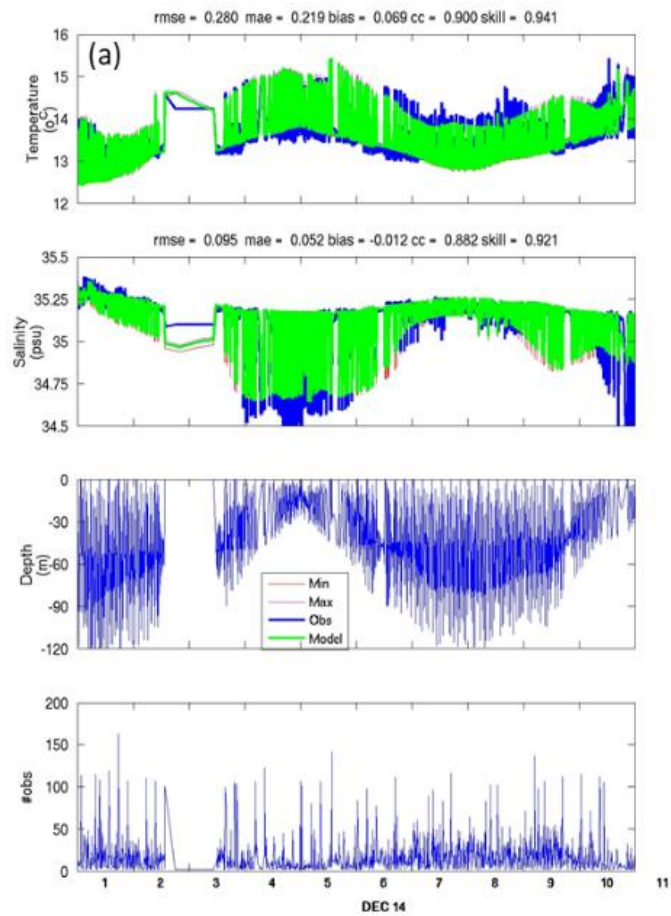 rmse = 0.280 mae = 0.219 bias = 0.069 cc = 0.900 skill = 0.941
(a)
16
15
14
13
12
Temperature
(o_C)
rmse = 0.095 mae = 0.052 bias = -0.012 cc = 0.882 skill = 0.921
35.5
35.25
35
34.75
34.5
Salinity
(psu)
0
-30
-60
-90
-120
Depth
(m)
Min
Max
Obs
Model
200
150
100
50
0
#obs
1 2 3 4 5 6 7 8 9 10 11
DEC 14